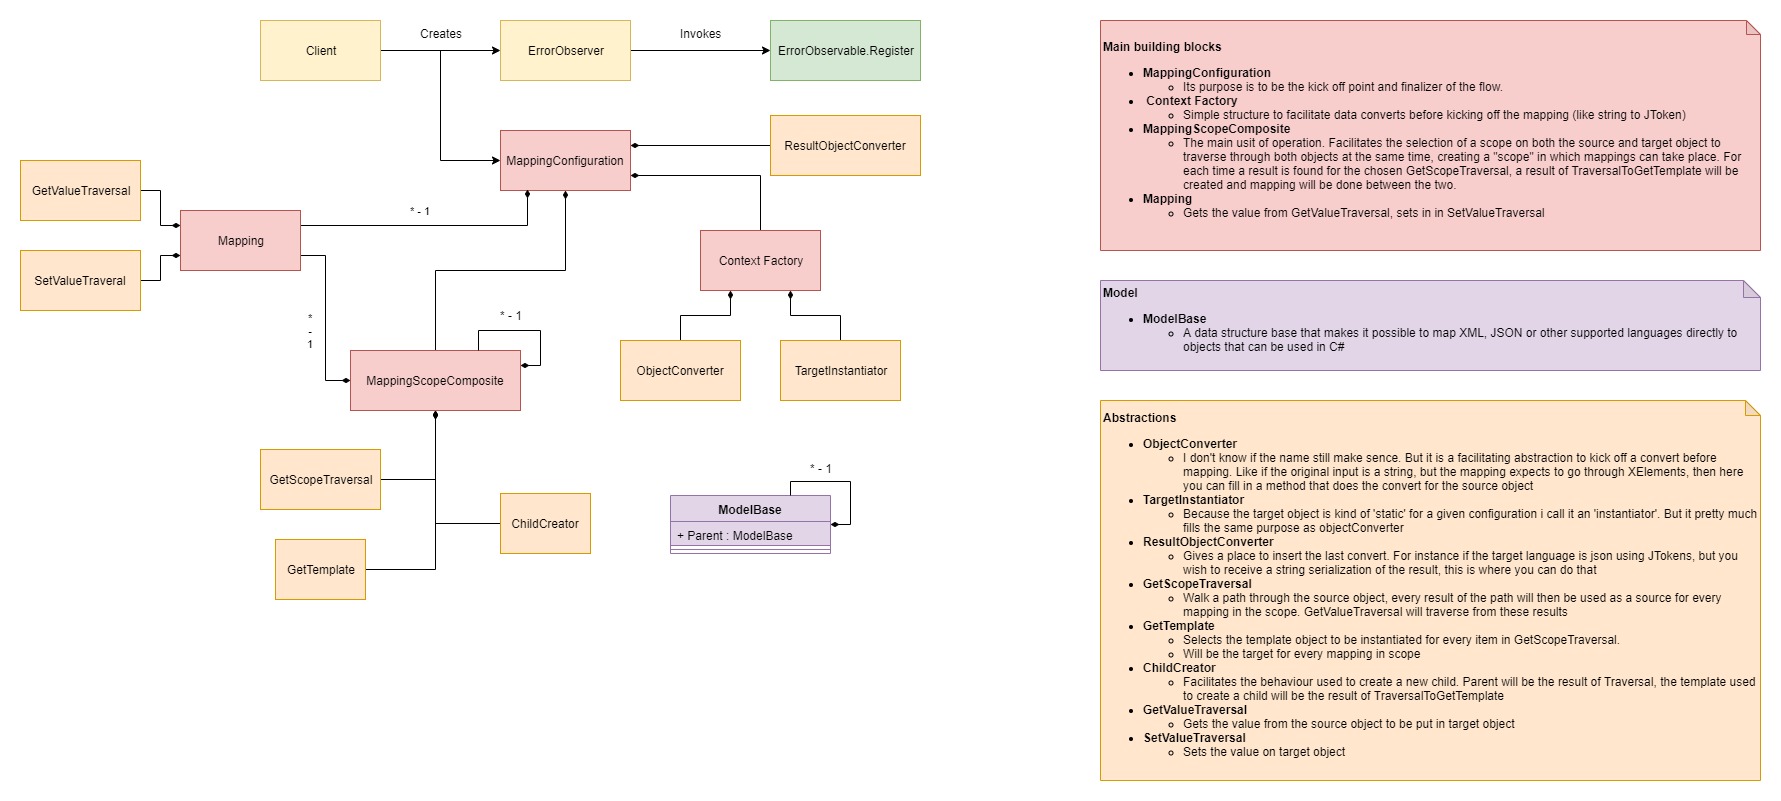 Client
Creates
ErrorObserver
Invokes
ErrorObservable.Register
ResultObjectConverter
MappingConfiguration
GetValueTraversal
* - 1
Mapping
SetValueTraveral
Context Factory
*
-
1
* - 1
MappingScopeComposite
ObjectConverter
TargetInstantiator
GetScopeTraversal
ChildCreator
GetTemplate
* - 1
ModelBase
+ Parent : ModelBase
Main building blocks
MappingConfiguration
Its purpose is to be the kick off point and finalizer of the flow.
Context Factory
Simple structure to facilitate data converts before kicking off the mapping (like string to JToken)
MappingScopeComposite
The main usit of operation. Facilitates the selection of a scope on both the source and target object to
traverse through both objects at the same time, creating a "scope" in which mappings can take place. For
each time a result is found for the chosen GetScopeTraversal, a result of TraversalToGetTemplate will be
created and mapping will be done between the two.
Mapping
Gets the value from GetValueTraversal, sets in in SetValueTraversal
Model
ModelBase
A data structure base that makes it possible to map XML, JSON or other supported languages directly to
objects that can be used in C#
Abstractions
ObjectConverter
I don't know if the name still make sence. But it is a facilitating abstraction to kick off a convert before
mapping. Like if the original input is a string, but the mapping expects to go through XElements, then here
you can fill in a method that does the convert for the source object
TargetInstantiator
Because the target object is kind of 'static' for a given configuration i call it an 'instantiator'. But it pretty much
fills the same purpose as objectConverter
ResultObjectConverter
Gives a place to insert the last convert. For instance if the target language is json using JTokens, but you
wish to receive a string serialization of the result, this is where you can do that
GetScopeTraversal
Walk a path through the source object, every result of the path will then be used as a source for every
mapping in the scope. GetValueTraversal will traverse from these results
GetTemplate
Selects the template object to be instantiated for every item in GetScopeTraversal.
Will be the target for every mapping in scope
ChildCreator
Facilitates the behaviour used to create a new child. Parent will be the result of Traversal, the template used
to create a child will be the result of TraversalToGetTemplate
GetValueTraversal
Gets the value from the source object to be put in target object
SetValueTraversal
Sets the value on target object